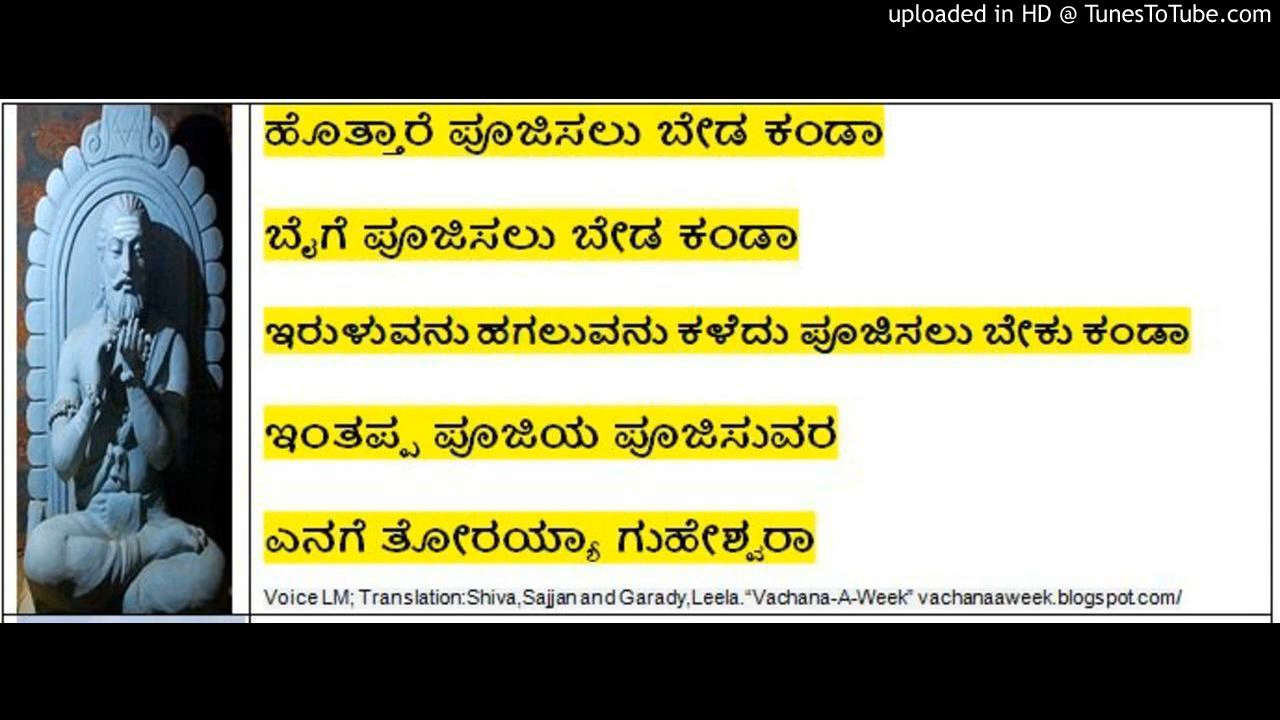 uploaded in HD @ TunesToTube.com
ಹೊತ್ತಾರೆ ಪೂಜಿಸಲು ಬೇಡ ಕಂಡಾ
ಬೈಗೆ ಪೂಜಿಸಲು ಬೇಡ ಕಂಡಾ
ಇರುಳುವನು ಹಗಲುವನು ಕಳೆದು ಪೂಜಿಸಲು ಬೇಕು ಕಂಡಾ
ಇಂತಪ್ಪ ಪೂಜಿಯ ಪೂಜಿಸುವರ
ಎನಗೆ ತೋರಯ್ಯಾ ಗುಹೇಶ್ವರಾ
Voice LM; Translation:Shiva,Sajjan and Garady,Leela.“Vachana-A-Week” vachanaaweek.blogspot.com/